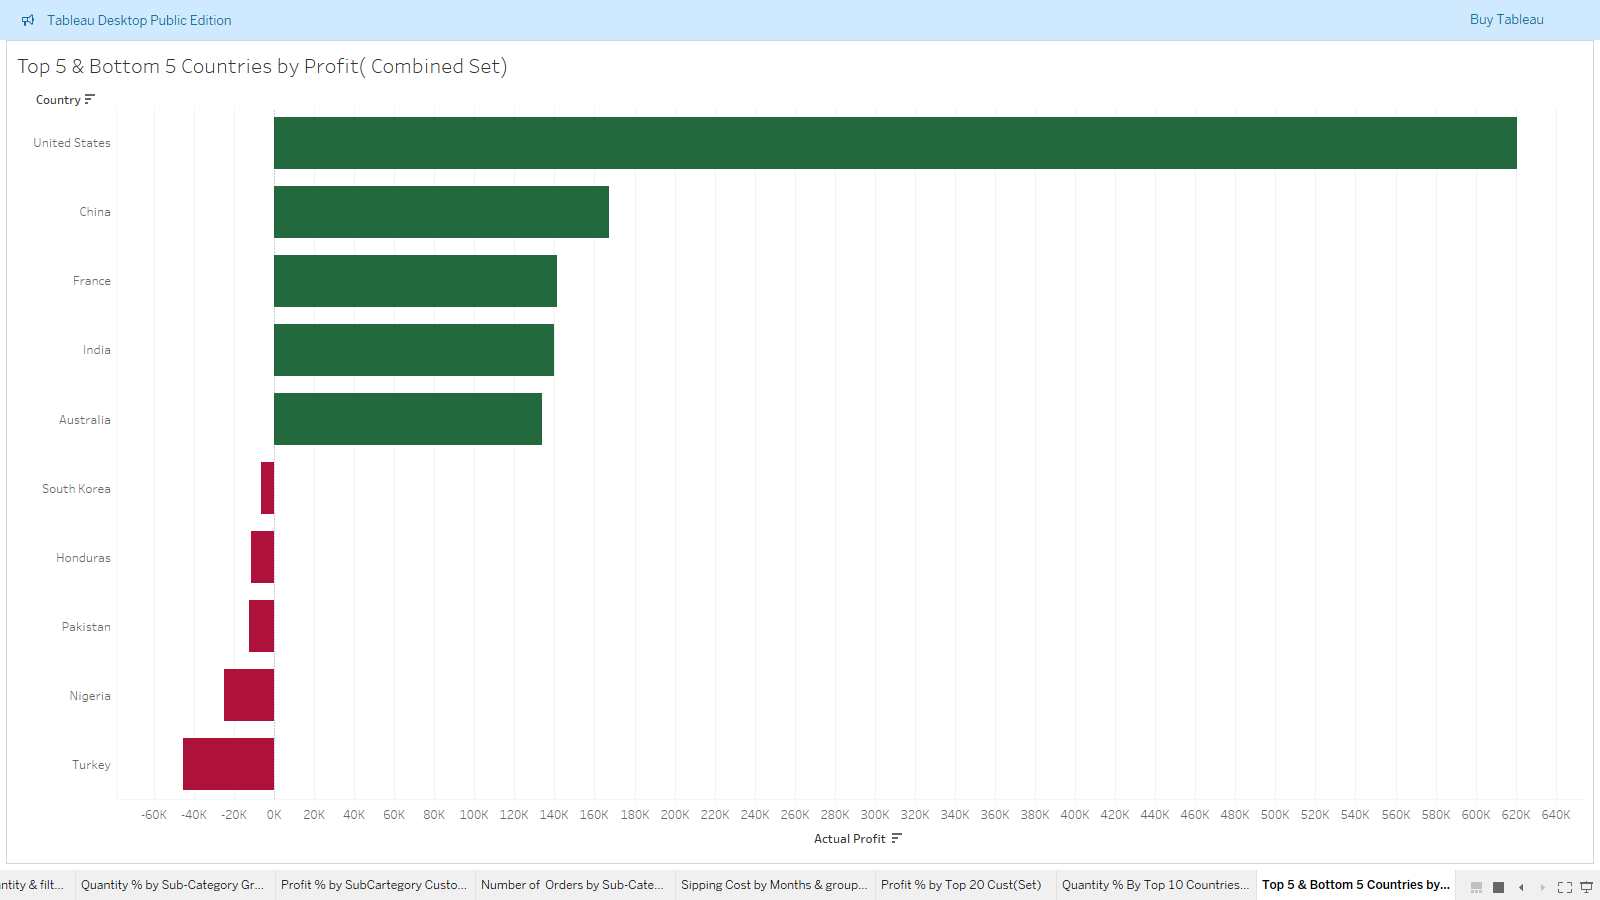 Tableau Desktop Public Edition
Buy Tableau
Top 5 & Bottom 5 Countries by Profit( Combined Set)
Country
United States
China
France
India
Australia
South Korea
Honduras
Pakistan
Nigeria
Turkey
-60K -40K -20K 0K 20K 40K 60K 80K 100K 120K 140K 160K 180K 200K 220K 240K 260K 280K 300K 320K 340K 360K 380K 400K 420K 440K 460K 480K 500K 520K 540K 560K 580K 600K 620K 640K
Actual Profit
ntity & filt... Quantity % by Sub-Category Gr... Profit % by SubCartegory Custo... Number of Orders by Sub-Cate... Sipping Cost by Months & group... Profit % by Top 20 Cust(Set) Quantity % By Top 10 Countries... Top 5 & Bottom 5 Countries by...